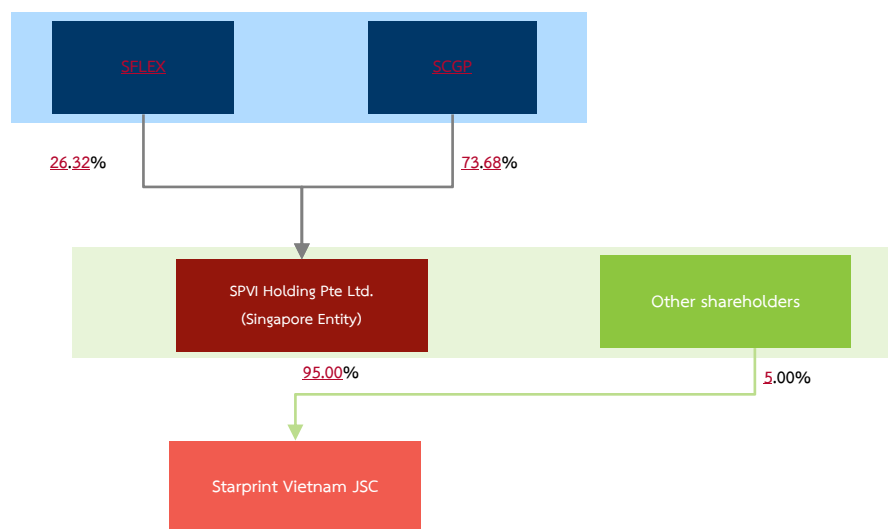 SFLEX
SCGP
26.32%
73.68%
SPVI Holding Pte Ltd.
(Singapore Entity)
Other shareholders
95.00%
5.00%
Starprint Vietnam JSC